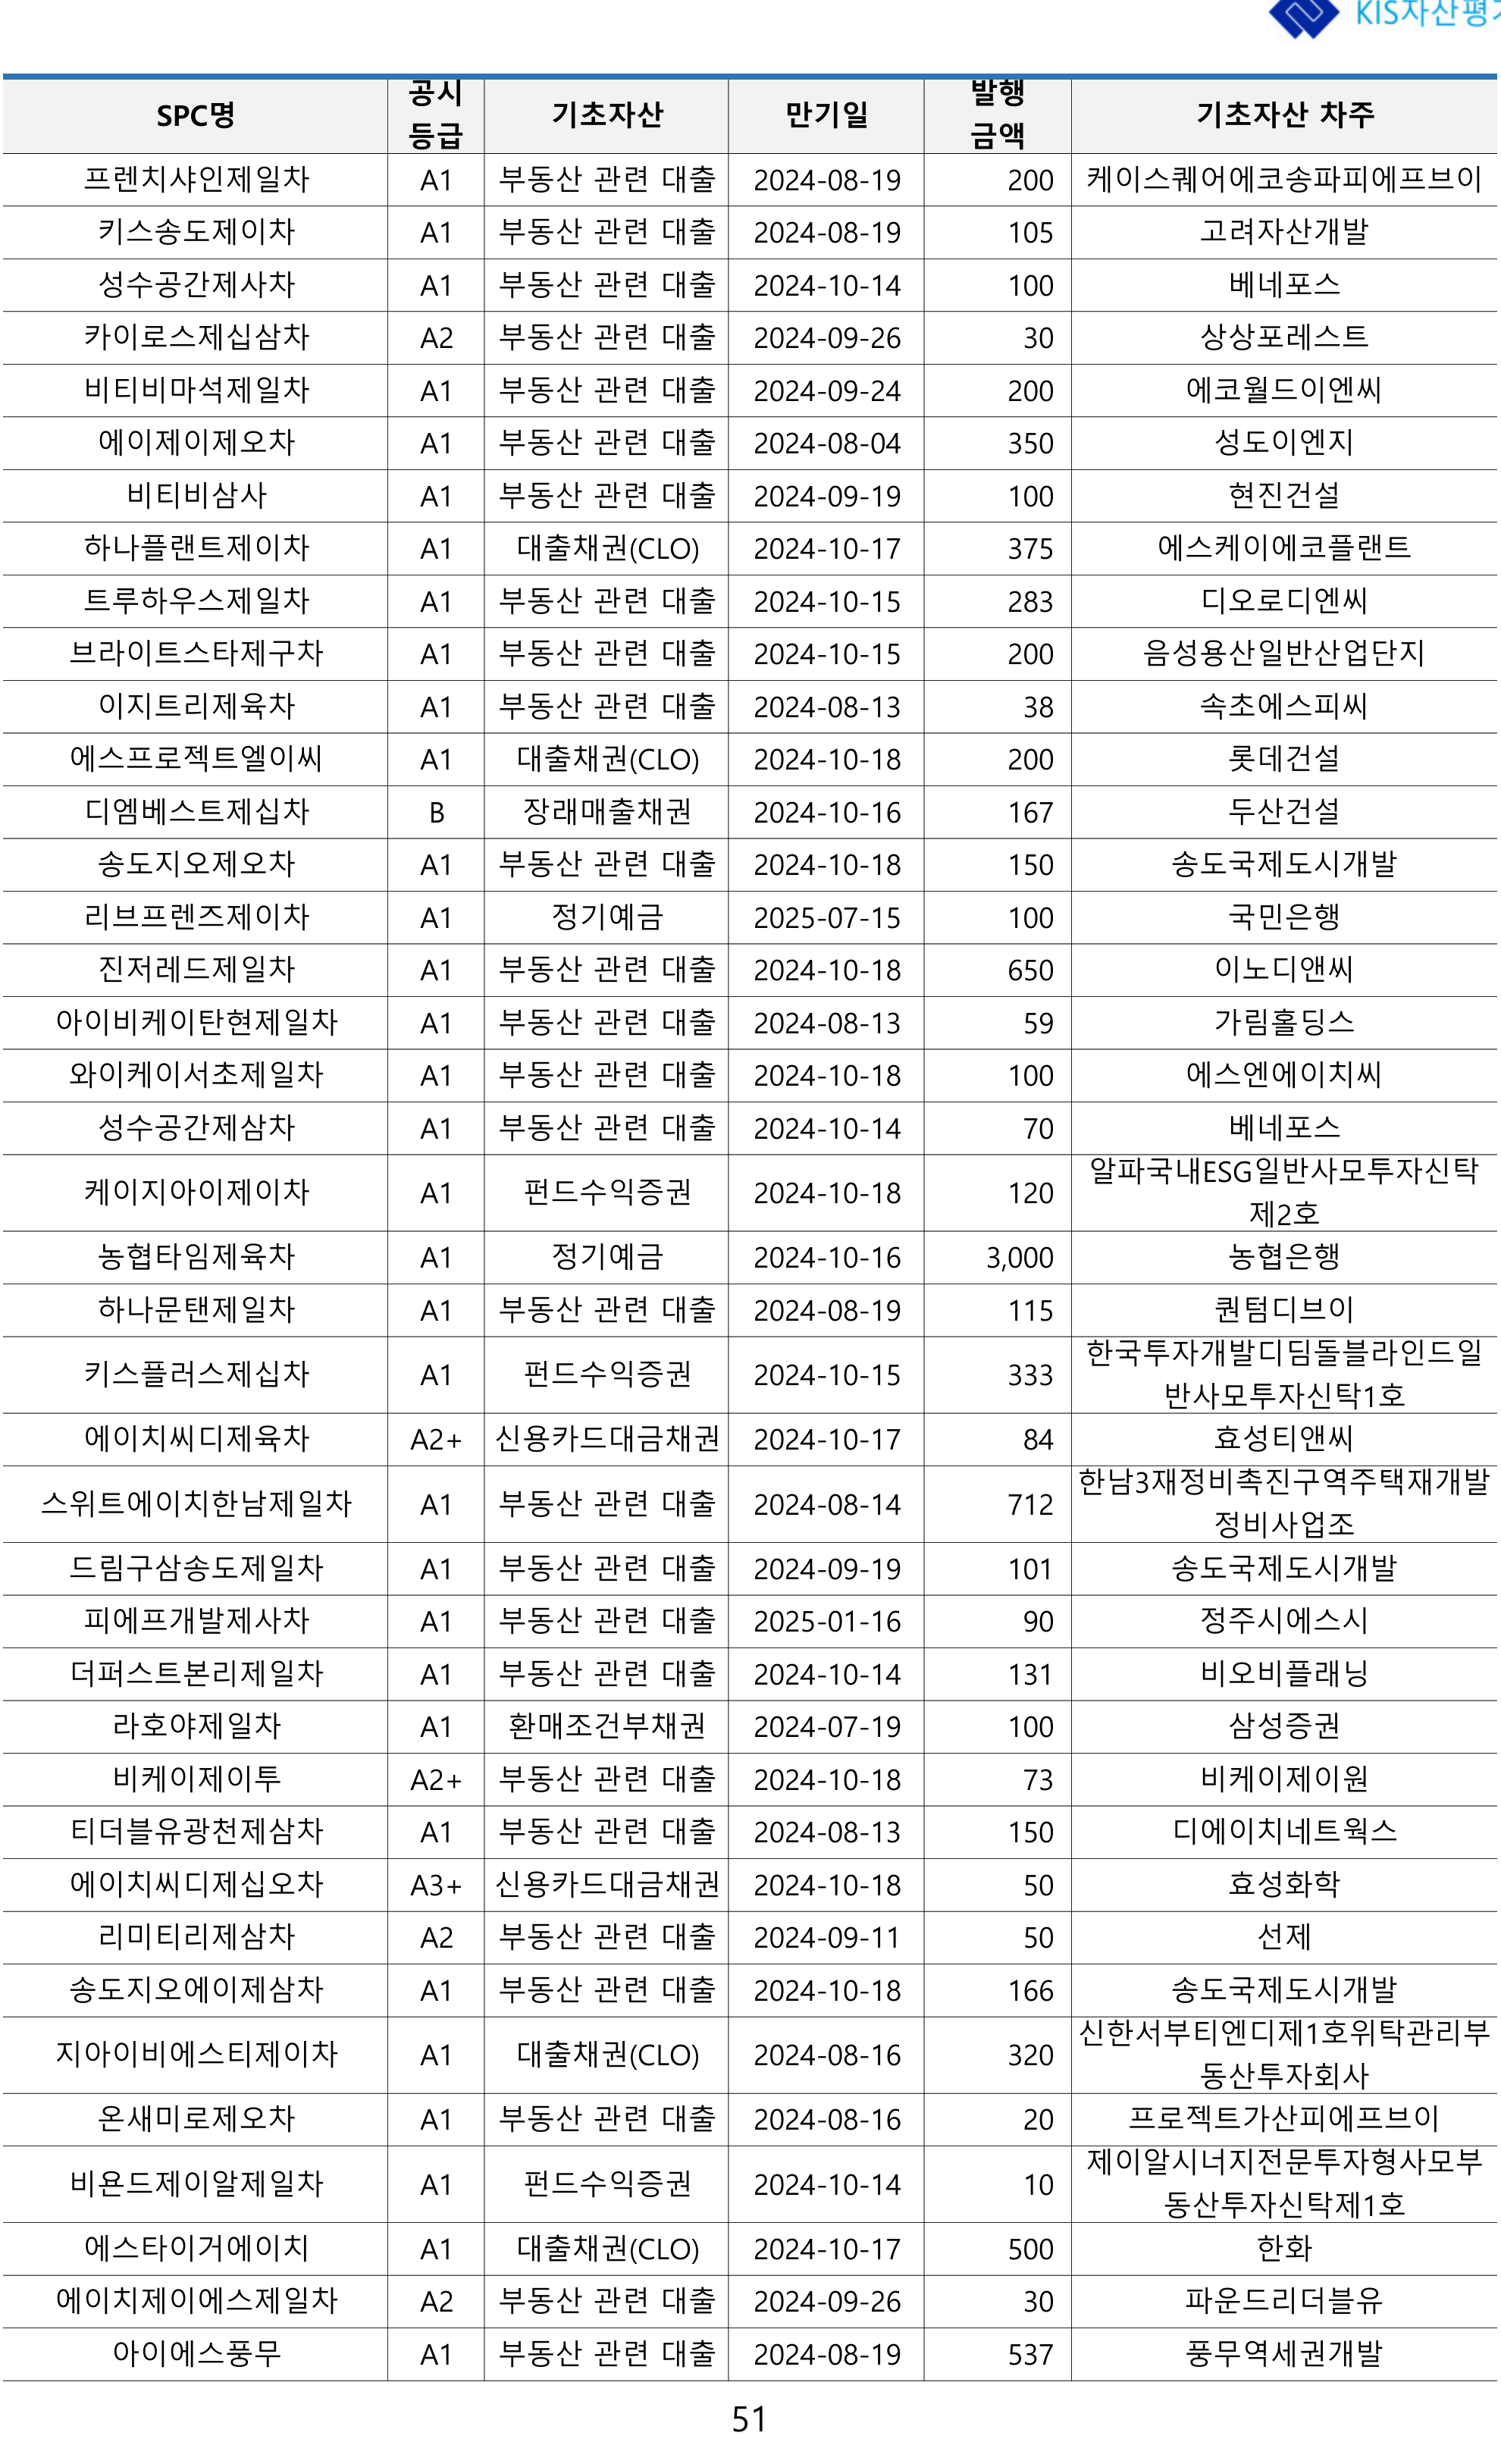 KIS자산평가
SPC명 공시등급 기초자산 만기일 발행금액 기초자산 차주
프렌치샤인제일차 A1 부동산 관련 대출 2024-08-19 200 케이스퀘어에코송파피에프브이
키스송도제이차 A1 부동산 관련 대출 2024-08-19 105 고려자산개발
성수공간제사차 A1 부동산 관련 대출 2024-10-14 100 베네포스
카이로스제십삼차 A2 부동산 관련 대출 2024-09-26 30 상상포레스트
비티비마석제일차 A1 부동산 관련 대출 2024-09-24 200 에코월드이엔씨
에이제이제오차 A1 부동산 관련 대출 2024-08-04 350 성도이엔지
비티비삼사 A1 부동산 관련 대출 2024-09-19 100 현진건설
하나플랜트제이차 A1 대출채권(CLO) 2024-10-17 375 에스케이에코플랜트
트루하우스제일차 A1 부동산 관련 대출 2024-10-15 283 디오로디엔씨
브라이트스타제구차 A1 부동산 관련 대출 2024-10-15 200 음성용산일반산업단지
이지트리제육차 A1 부동산 관련 대출 2024-08-13 38 속초에스피씨
에스프로젝트엘이씨 A1 대출채권(CLO) 2024-10-18 200 롯데건설
디엠베스트제십차 B 장래매출채권 2024-10-16 167 두산건설
송도지오제오차 A1 부동산 관련 대출 2024-10-18 150 송도국제도시개발
리브프렌즈제이차 A1 정기예금 2025-07-15 100 국민은행
진저레드제일차 A1 부동산 관련 대출 2024-10-18 650 이노디앤씨
아이비케이탄현제일차 A1 부동산 관련 대출 2024-08-13 59 가림홀딩스
와이케이서초제일차 A1 부동산 관련 대출 2024-10-18 100 에스엔에이치씨
성수공간제삼차 A1 부동산 관련 대출 2024-10-14 70 베네포스
케이지아이제이차 A1 펀드수익증권 2024-10-18 120 알파국내ESG일반사모투자신탁
제2호
농협타임제육차 A1 정기예금 2024-10-16 3,000 농협은행
하나문탠제일차 A1 부동산 관련 대출 2024-08-19 115 퀀텀디브이
키스플러스제십차 A1 펀드수익증권 2024-10-15 333 한국투자개발디딤돌블라인드일
반사모투자신탁1호
에이치씨디제육차 A2+ 신용카드대금채권 2024-10-17 84 효성티앤씨
스위트에이치한남제일차 A1 부동산 관련 대출 2024-08-14 712 한남3재정비촉진구역주택재개발
정비사업조
드림구삼송도제일차 A1 부동산 관련 대출 2024-09-19 101 송도국제도시개발
피에프개발제사차 A1 부동산 관련 대출 2025-01-16 90 정주시에스시
더퍼스트본리제일차 A1 부동산 관련 대출 2024-10-14 131 비오비플래닝
라호야제일차 A1 환매조건부채권 2024-07-19 100 삼성증권
비케이제이투 A2+ 부동산 관련 대출 2024-10-18 73 비케이제이원
티더블유광천제삼차 A1 부동산 관련 대출 2024-08-13 150 디에이치네트웍스
에이치씨디제십오차 A3+ 신용카드대금채권 2024-10-18 50 효성화학
리미티리제삼차 A2 부동산 관련 대출 2024-09-11 50 선제
송도지오에이제삼차 A1 부동산 관련 대출 2024-10-18 166 송도국제도시개발
지아이비에스티제이차 A1 대출채권(CLO) 2024-08-16 320 신한서부티엔디제1호위탁관리부
동산투자회사
온새미로제오차 A1 부동산 관련 대출 2024-08-16 20 프로젝트가산피에프브이
비욘드제이알제일차 A1 펀드수익증권 2024-10-14 10 제이알시너지전문투자형사모부
동산투자신탁제1호
에스타이거에이치 A1 대출채권(CLO) 2024-10-17 500 한화
에이치제이에스제일차 A2 부동산 관련 대출 2024-09-26 30 파운드리더블유
아이에스풍무 A1 부동산 관련 대출 2024-08-19 537 풍무역세권개발
51